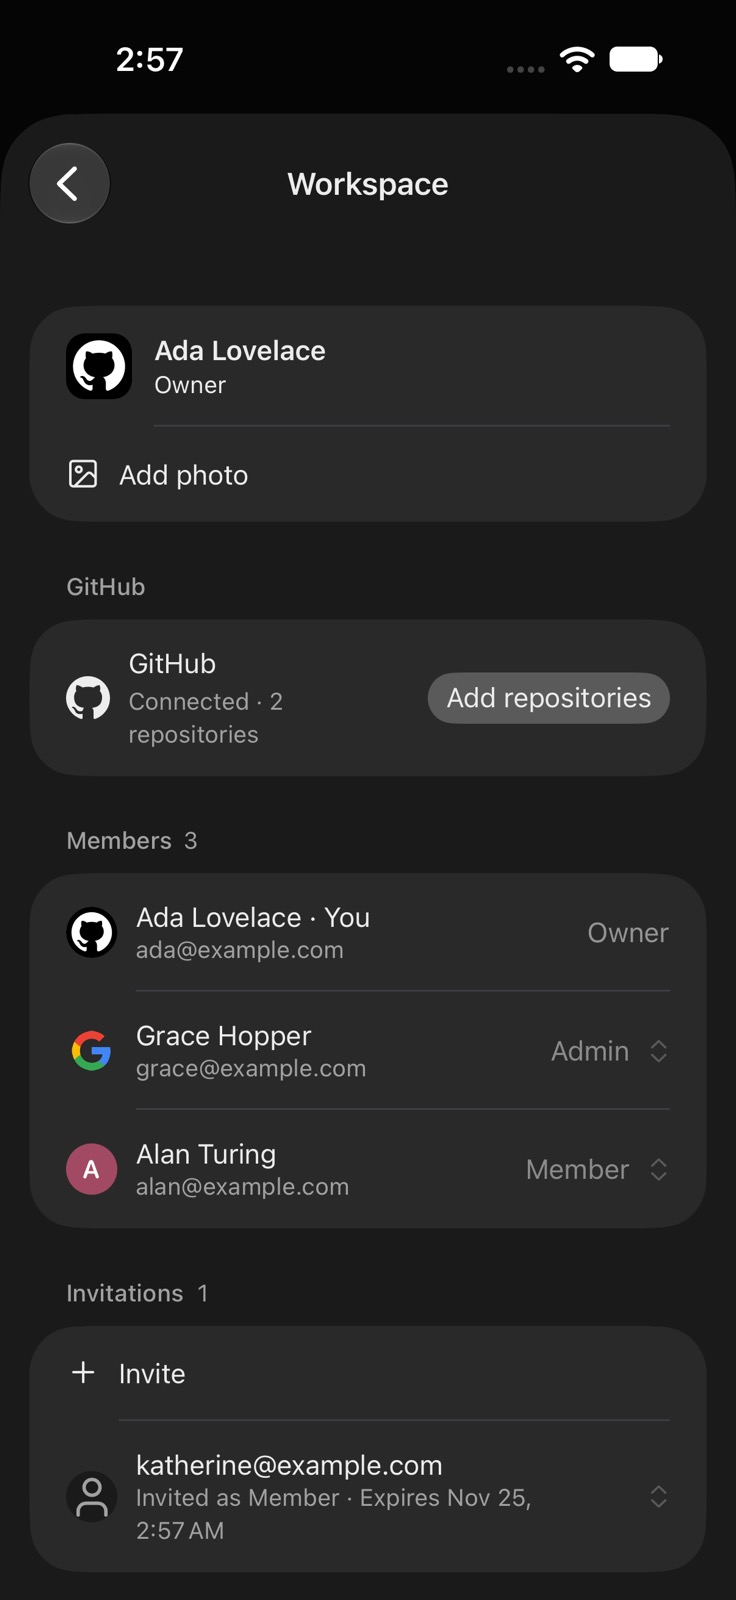 2:57
Workspace
Ada Lovelace
Owner
Add photo
GitHub
GitHub
Connected · 2
repositories
Add repositories
Members 3
Ada Lovelace · You
ada@example.com
Owner
Grace Hopper
grace@example.com
Admin
A
Alan Turing
alan@example.com
Member
Invitations 1
Invite
katherine@example.com
Invited as Member · Expires Nov 25,
2:57 AM